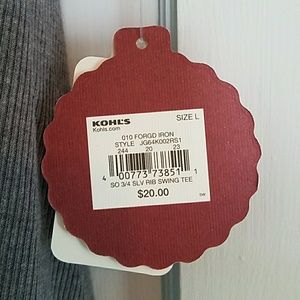 KOHL'S
Kohls.com
SIZE L
010 FORGD IRON
STYLE JG64K002RS1
244 20 23
4 00773 73851 1
SO 3/4 SLV RIB SWING TEE
$20.00
SW